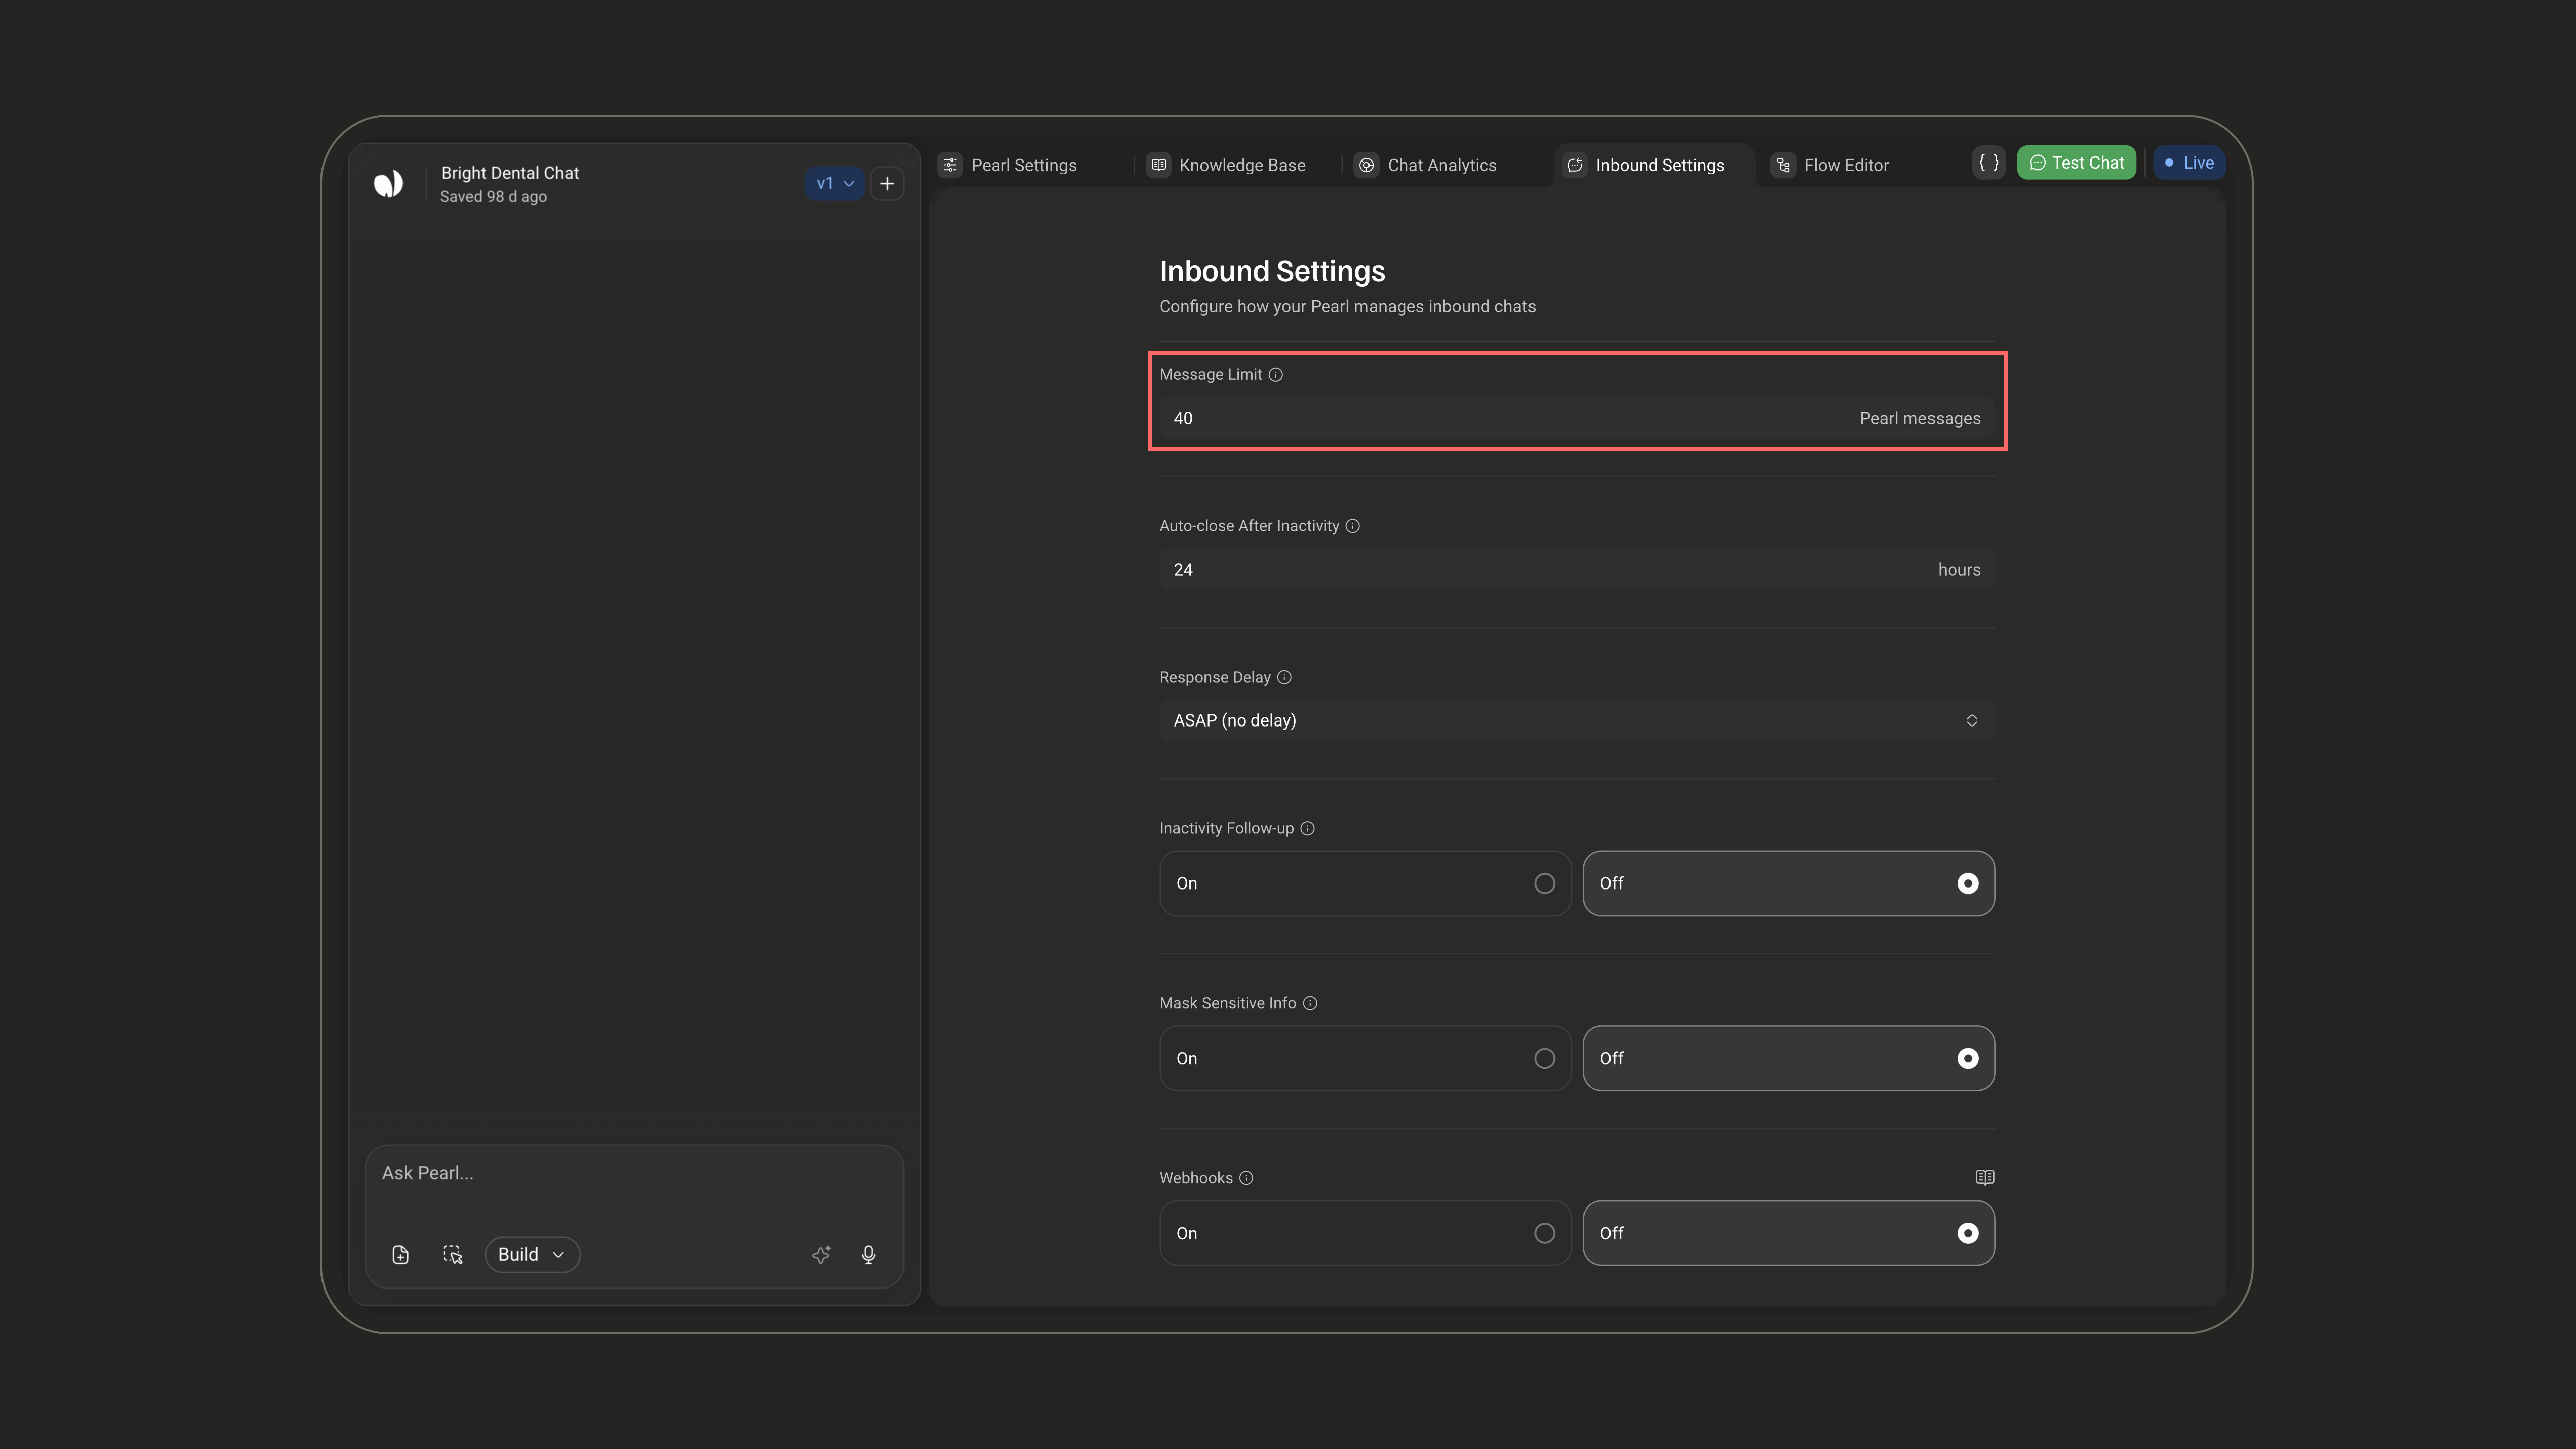 Bright Dental Chat
Saved 98 d ago
v1
Pearl Settings
Knowledge Base
Chat Analytics
Inbound Settings
Flow Editor
{ }
Test Chat
Live
Inbound Settings
Configure how your Pearl manages inbound chats
Message Limit
40 Pearl messages
Auto-close After Inactivity
24 hours
Response Delay
ASAP (no delay)
Inactivity Follow-up
On Off
Mask Sensitive Info
On Off
Webhooks
On Off
Ask Pearl...
Build